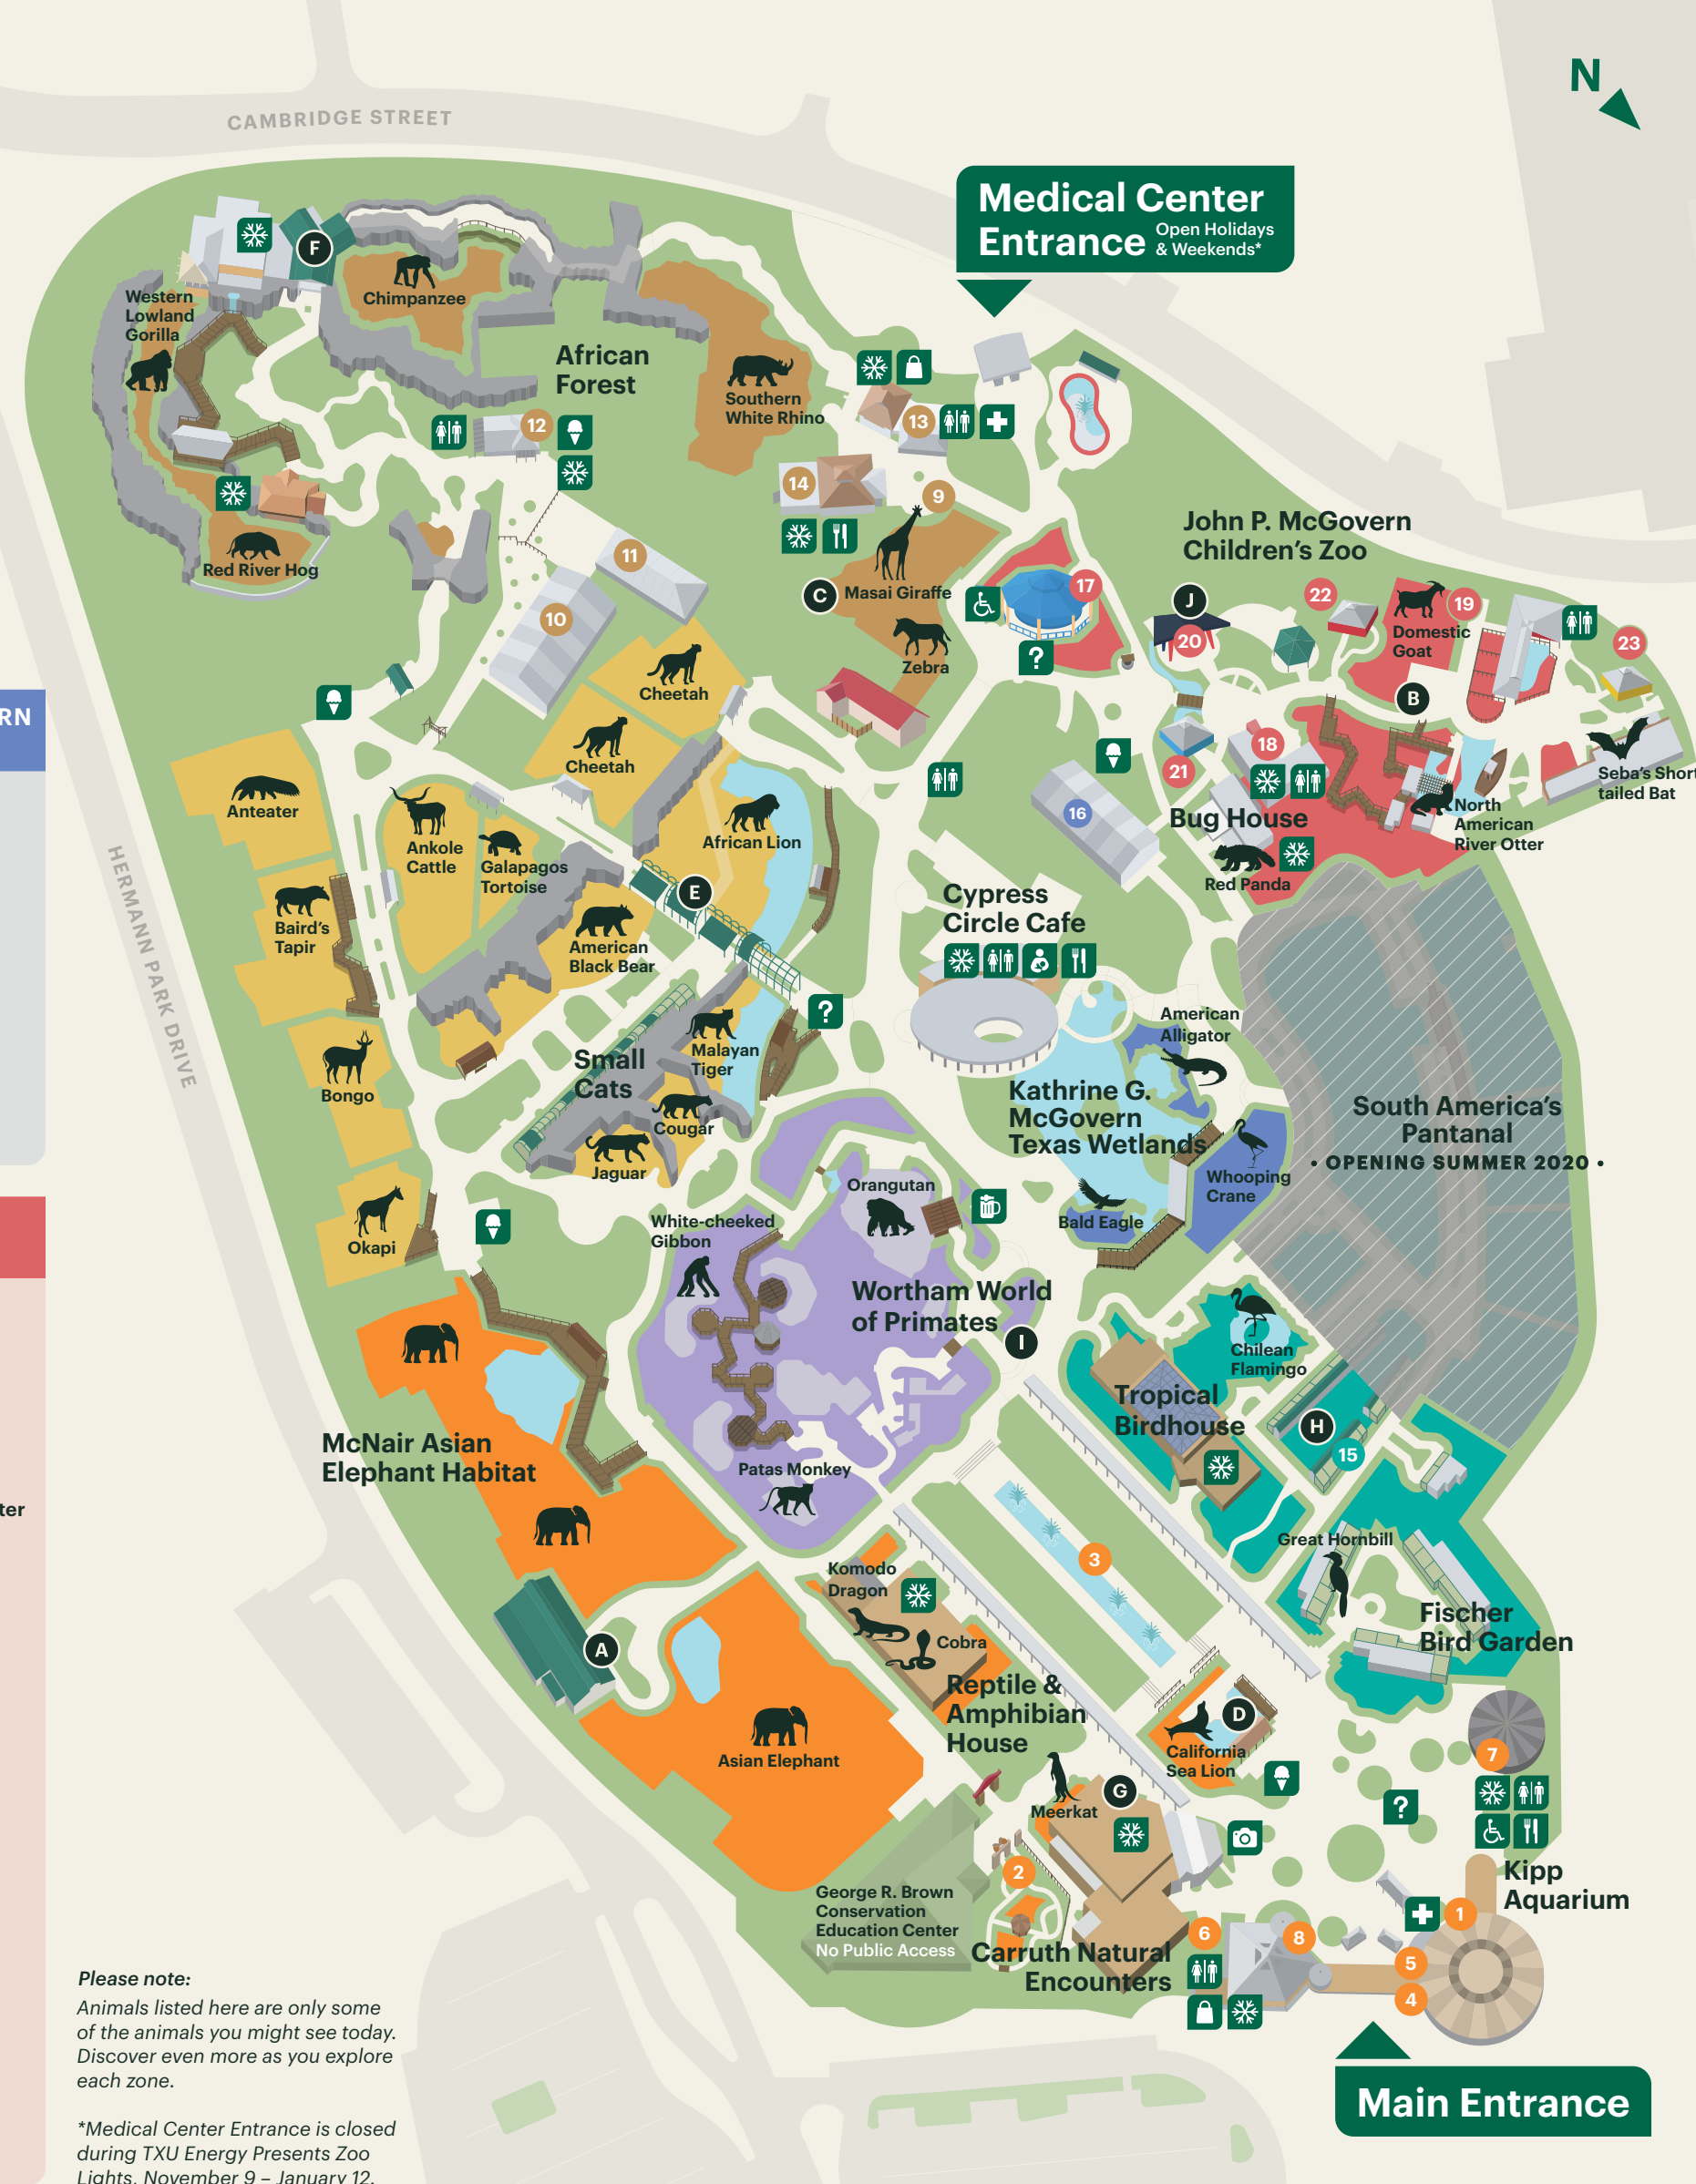 N
CAMBRIDGE STREET
Medical Center
Entrance
Open Holidays
& Weekends*
F
Chimpanzee
Western
Lowland
Gorilla
African
Forest
Southern
White Rhino
12
13
14
9
Red River Hog
11
10
C
Masai Giraffe
Zebra
17
?
John P. McGovern
Children's Zoo
J
20
22
19
Domestic
Goat
23
B
18
21
Seba's Short
tailed Bat
North
American
River Otter
Bug House
Red Panda
16
RN
Cheetah
Cheetah
Anteater
Ankole
Cattle
Galapagos
Tortoise
African Lion
E
HERMANN PARK DRIVE
Baird's
Tapir
American
Black Bear
Cypress
Circle Cafe
?
Small
Cats
Malayan
Tiger
Cougar
Jaguar
Bongo
American
Alligator
Kathrine G.
McGovern
Texas Wetlands
Whooping
Crane
Bald Eagle
South America's
Pantanal
• OPENING SUMMER 2020 •
Okapi
Orangutan
White-cheeked
Gibbon
Wortham World
of Primates
I
Patas Monkey
Chilean
Flamingo
Tropical
Birdhouse
H
15
McNair Asian
Elephant Habitat
ter
3
Great Hornbill
Fischer
Bird Garden
Komodo
Dragon
Cobra
Reptile &
Amphibian
House
A
Asian Elephant
D
California
Sea Lion
7
?
Meerkat
G
2
Kipp
Aquarium
George R. Brown
Conservation
Education Center
No Public Access
Carruth Natural
Encounters
6
8
1
5
4
Main Entrance
Please note:
Animals listed here are only some
of the animals you might see today.
Discover even more as you explore
each zone.
*Medical Center Entrance is closed
during TXU Energy Presents Zoo
Lights, November 9 – January 12.